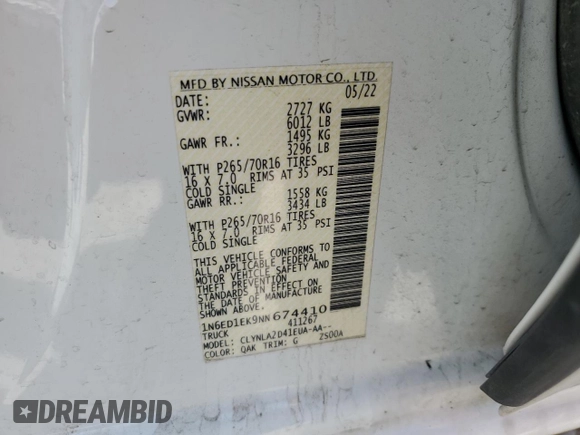 MFD BY NISSAN MOTOR CO., LTD.
DATE: 05/22
GVWR: 2727 KG
6012 LB
GAWR FR.: 1495 KG
3296 LB
WITH P265/70R16 TIRES
16 X 7.0 RIMS AT 35 PSI
COLD SINGLE
GAWR RR.: 1558 KG
3434 LB
WITH P265/70R16 TIRES
16 X 7.0 RIMS AT 35 PSI
COLD SINGLE
THIS VEHICLE CONFORMS TO
ALL APPLICABLE FEDERAL
MOTOR VEHICLE SAFETY AND
THEFT PREVENTION
STANDARDS IN EFFECT ON
THE DATE OF MANUFACTURE
SHOWN ABOVE.
1N6ED1EK9NN674410
TRUCK 411267
MODEL: CLYNLA2D41EUA-AA--
COLOR: QAK TRIM: G ZS00A
DREAMBID